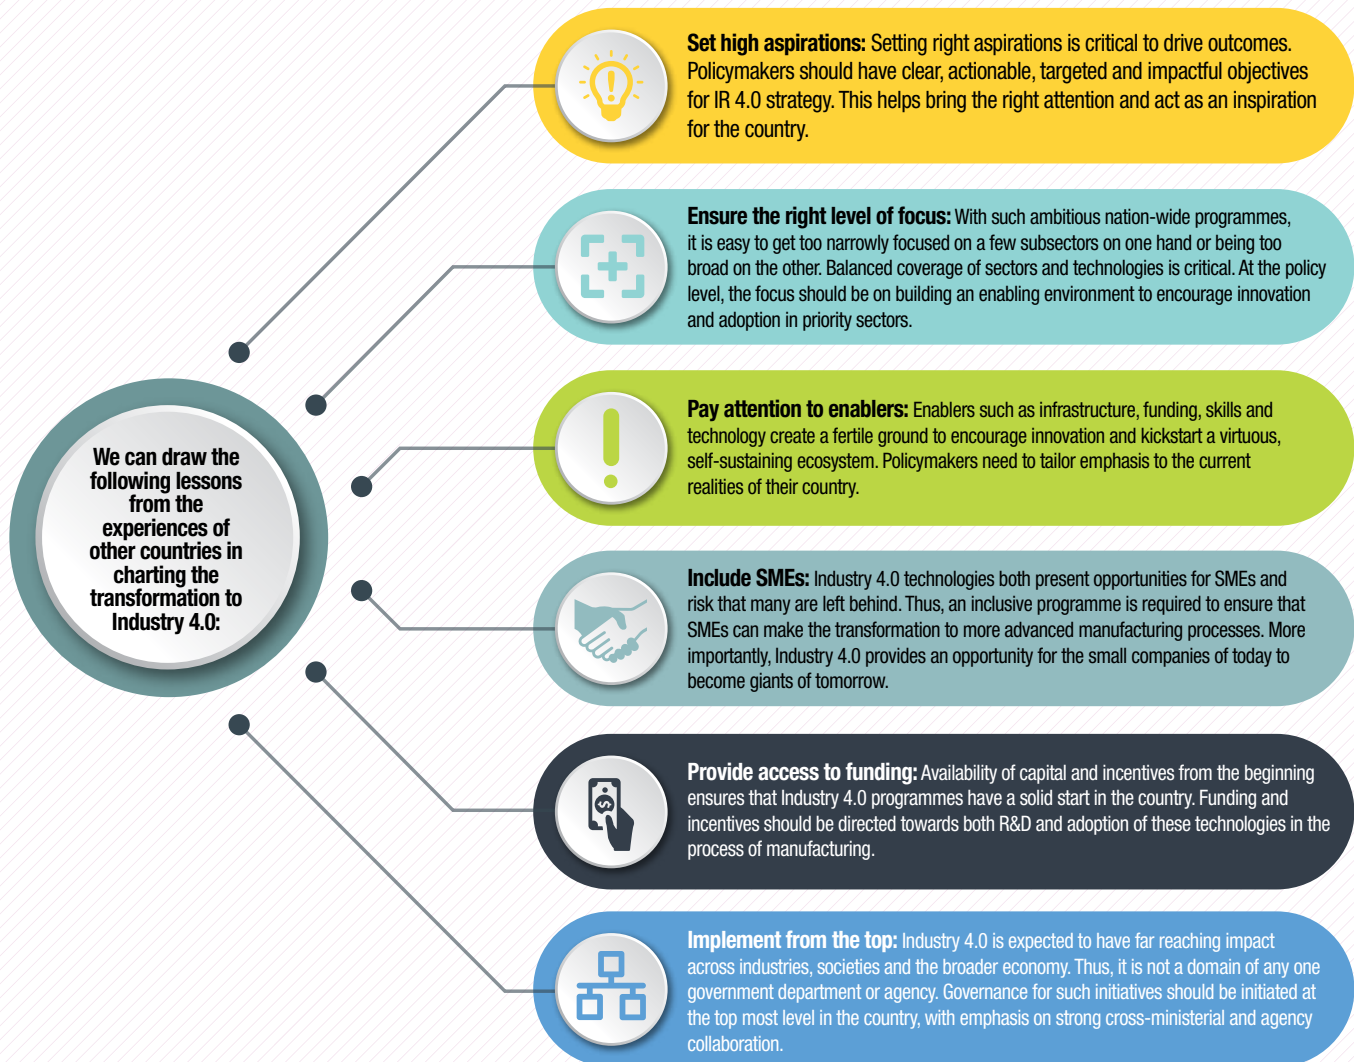 We can draw the
following lessons
from the
experiences of
other countries in
charting the
transformation to
Industry 4.0:
Set high aspirations: Setting right aspirations is critical to drive outcomes.
Policymakers should have clear, actionable, targeted and impactful objectives
for IR 4.0 strategy. This helps bring the right attention and act as an inspiration
for the country.
Ensure the right level of focus: With such ambitious nation-wide programmes,
it is easy to get too narrowly focused on a few subsectors on one hand or being too
broad on the other. Balanced coverage of sectors and technologies is critical. At the policy
level, the focus should be on building an enabling environment to encourage innovation
and adoption in priority sectors.
Pay attention to enablers: Enablers such as infrastructure, funding, skills and
technology create a fertile ground to encourage innovation and kickstart a virtuous,
self-sustaining ecosystem. Policymakers need to tailor emphasis to the current
realities of their country.
Include SMEs: Industry 4.0 technologies both present opportunities for SMEs and
risk that many are left behind. Thus, an inclusive programme is required to ensure that
SMEs can make the transformation to more advanced manufacturing processes. More
importantly, Industry 4.0 provides an opportunity for the small companies of today to
become giants of tomorrow.
Provide access to funding: Availability of capital and incentives from the beginning
ensures that Industry 4.0 programmes have a solid start in the country. Funding and
incentives should be directed towards both R&D and adoption of these technologies in the
process of manufacturing.
Implement from the top: Industry 4.0 is expected to have far reaching impact
across industries, societies and the broader economy. Thus, it is not a domain of any one
government department or agency. Governance for such initiatives should be initiated at
the top most level in the country, with emphasis on strong cross-ministerial and agency
collaboration.